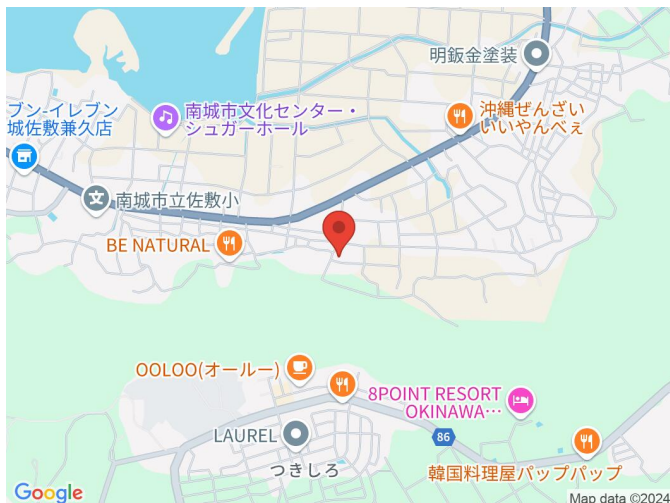 明鈑金塗装
ブン-イレブン
城佐敷兼久店
南城市文化センター・
シュガーホール
沖縄ぜんざい
いいやんべぇ
南城市立佐敷小
BE NATURAL
OOLOO(オールー)
8POINT RESORT
OKINAWA…
LAUREL
86
つきしろ
韓国料理屋パップパップ
Google
Map data ©2024